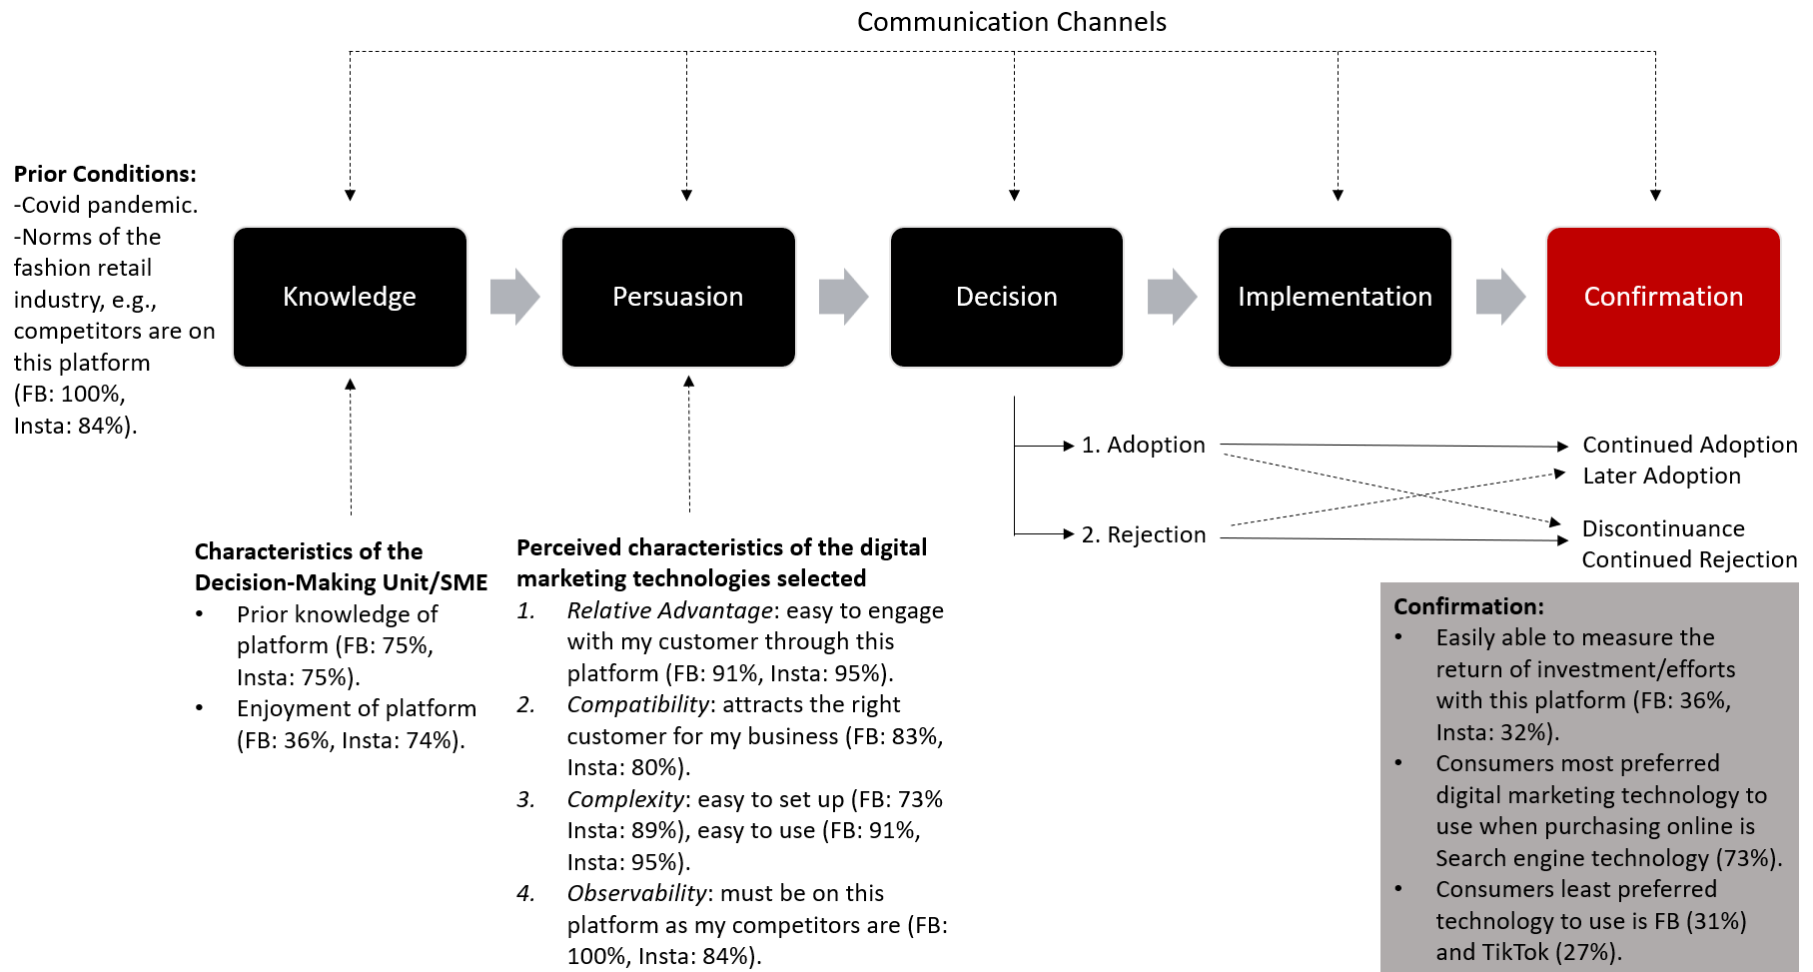 Communication Channels
Prior Conditions:
-Covid pandemic.
-Norms of the
fashion retail
industry, e.g.,
competitors are on
this platform
(FB: 100%,
Insta: 84%).
Knowledge
Persuasion
Decision
Implementation
Confirmation
1. Adoption
2. Rejection
Continued Adoption
Later Adoption
Discontinuance
Continued Rejection
Characteristics of the
Decision-Making Unit/SME
• Prior knowledge of
platform (FB: 75%,
Insta: 75%).
• Enjoyment of platform
(FB: 36%, Insta: 74%).
Perceived characteristics of the digital
marketing technologies selected
1. Relative Advantage: easy to engage
with my customer through this
platform (FB: 91%, Insta: 95%).
2. Compatibility: attracts the right
customer for my business (FB: 83%,
Insta: 80%).
3. Complexity: easy to set up (FB: 73%
Insta: 89%), easy to use (FB: 91%,
Insta: 95%).
4. Observability: must be on this
platform as my competitors are (FB:
100%, Insta: 84%).
Confirmation:
• Easily able to measure the
return of investment/efforts
with this platform (FB: 36%,
Insta: 32%).
• Consumers most preferred
digital marketing technology to
use when purchasing online is
Search engine technology (73%).
• Consumers least preferred
technology to use is FB (31%)
and TikTok (27%).